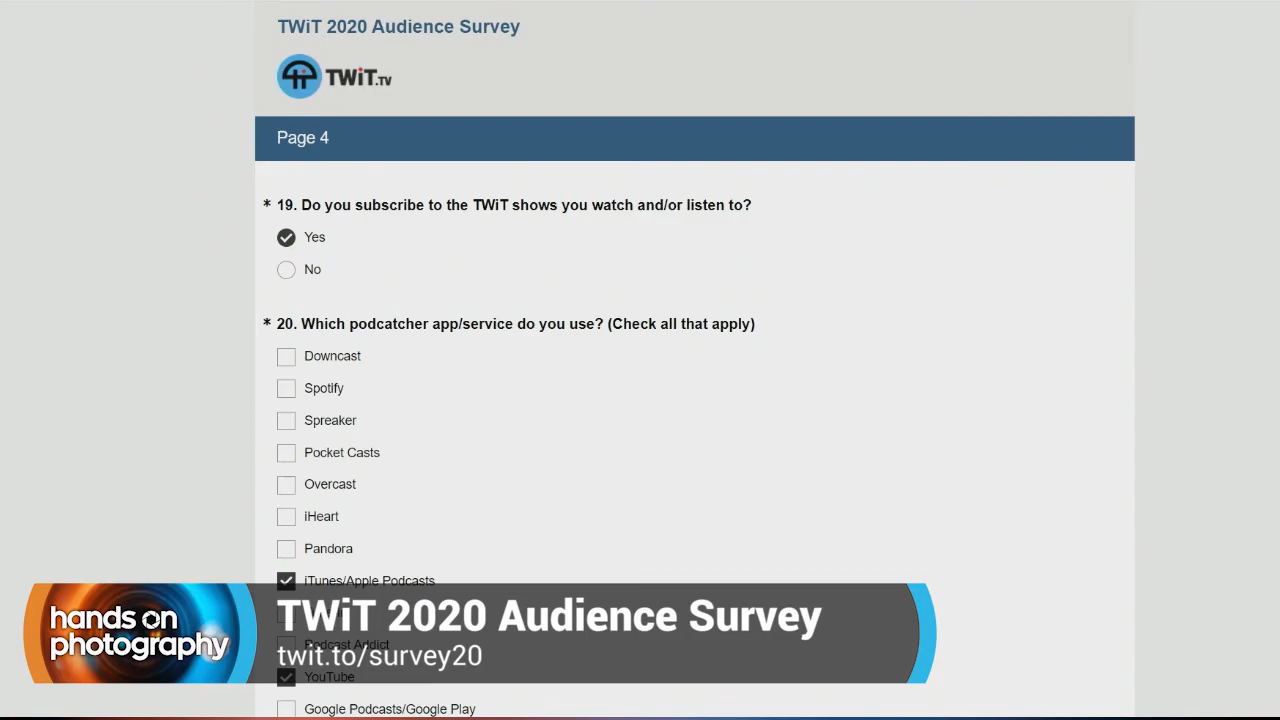 TWiT 2020 Audience Survey
TWiT.TV
Page 4
* 19. Do you subscribe to the TWiT shows you watch and/or listen to?
Yes
No
* 20. Which podcatcher app/service do you use? (Check all that apply)
Downcast
Spotify
Spreaker
Pocket Casts
Overcast
iHeart
Pandora
iTunes/Apple Podcasts
hands on
photography
TWiT 2020 Audience Survey
Podcast Addict
twit.to/survey20
YouTube
Google Podcasts/Google Play